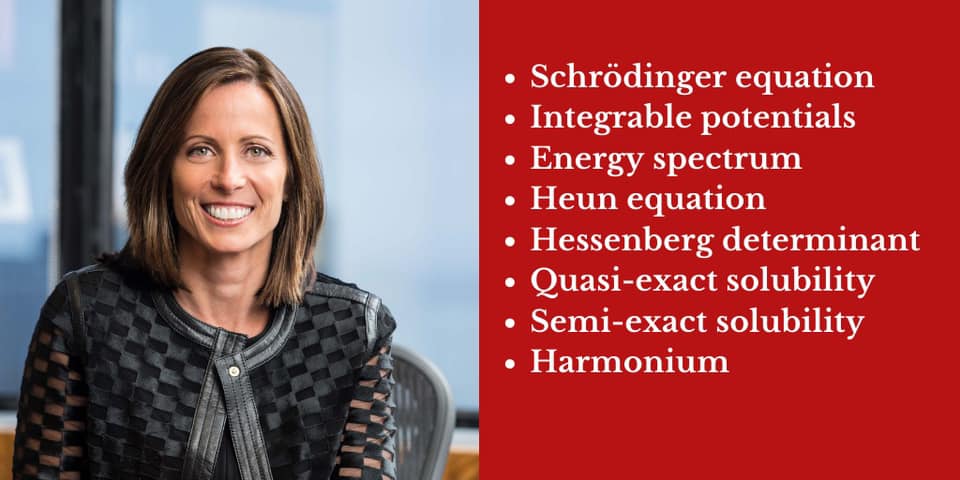 • Schrödinger equation
• Integrable potentials
• Energy spectrum
• Heun equation
• Hessenberg determinant
• Quasi-exact solubility
• Semi-exact solubility
• Harmonium